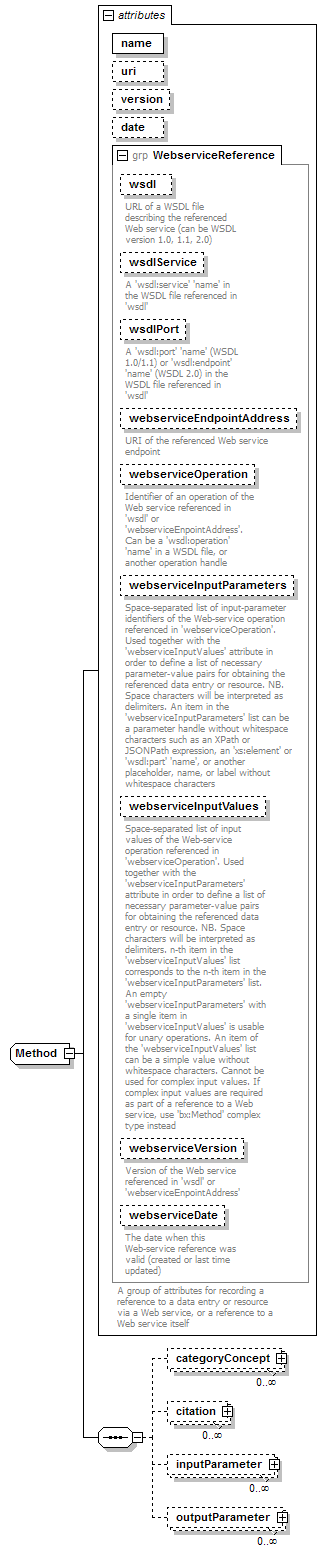 attributes
name
uri
version
date
grp WebserviceReference
wsdl
URL of a WSDL file
describing the referenced
Web service (can be WSDL
version 1.0, 1.1, 2.0)
wsdlService
A 'wsdl:service' 'name' in
the WSDL file referenced in
'wsdl'
wsdlPort
A 'wsdl:port' 'name' (WSDL
1.0/1.1) or 'wsdl:endpoint'
'name' (WSDL 2.0) in the
WSDL file referenced in
'wsdl'
webserviceEndpointAddress
URI of the referenced Web service
endpoint
webserviceOperation
Identifier of an operation of the
Web service referenced in
'wsdl' or
'webserviceEnpointAddress'.
Can be a 'wsdl:operation'
'name' in a WSDL file, or
another operation handle
webserviceInputParameters
Space-separated list of input-parameter
identifiers of the Web-service operation
referenced in 'webserviceOperation'.
Used together with the
'webserviceInputValues' attribute in
order to define a list of necessary
parameter-value pairs for obtaining the
referenced data entry or resource. NB.
Space characters will be interpreted as
delimiters. An item in the
'webserviceInputParameters' list can be
a parameter handle without whitespace
characters such as an XPath or
JSONPath expression, an 'xs:element' or
'wsdl:part' 'name', or another
placeholder, name, or label without
whitespace characters
webserviceInputValues
Space-separated list of input
values of the Web-service
operation referenced in
'webserviceOperation'. Used
together with the
'webserviceInputParameters'
attribute in order to define a list of
necessary parameter-value pairs
for obtaining the referenced data
entry or resource. NB. Space
characters will be interpreted as
delimiters. n-th item in the
'webserviceInputValues' list
corresponds to the n-th item in the
'webserviceInputParameters' list.
An empty
'webserviceInputParameters' with
a single item in
'webserviceInputValues' is usable
for unary operations. An item of
the 'webserviceInputValues' list
can be a simple value without
whitespace characters. Cannot be
used for complex input values. If
complex input values are required
as part of a reference to a Web
service, use 'bx:Method' complex
type instead
Method
webserviceVersion
Version of the Web service
referenced in 'wsdl' or
'webserviceEnpointAddress'
webserviceDate
The date when this
Web-service reference was
valid (created or last time
updated)
A group of attributes for recording a
reference to a data entry or resource
via a Web service, or a reference to a
Web service itself
categoryConcept
0..∞
citation
0..∞
inputParameter
0..∞
outputParameter
0..∞